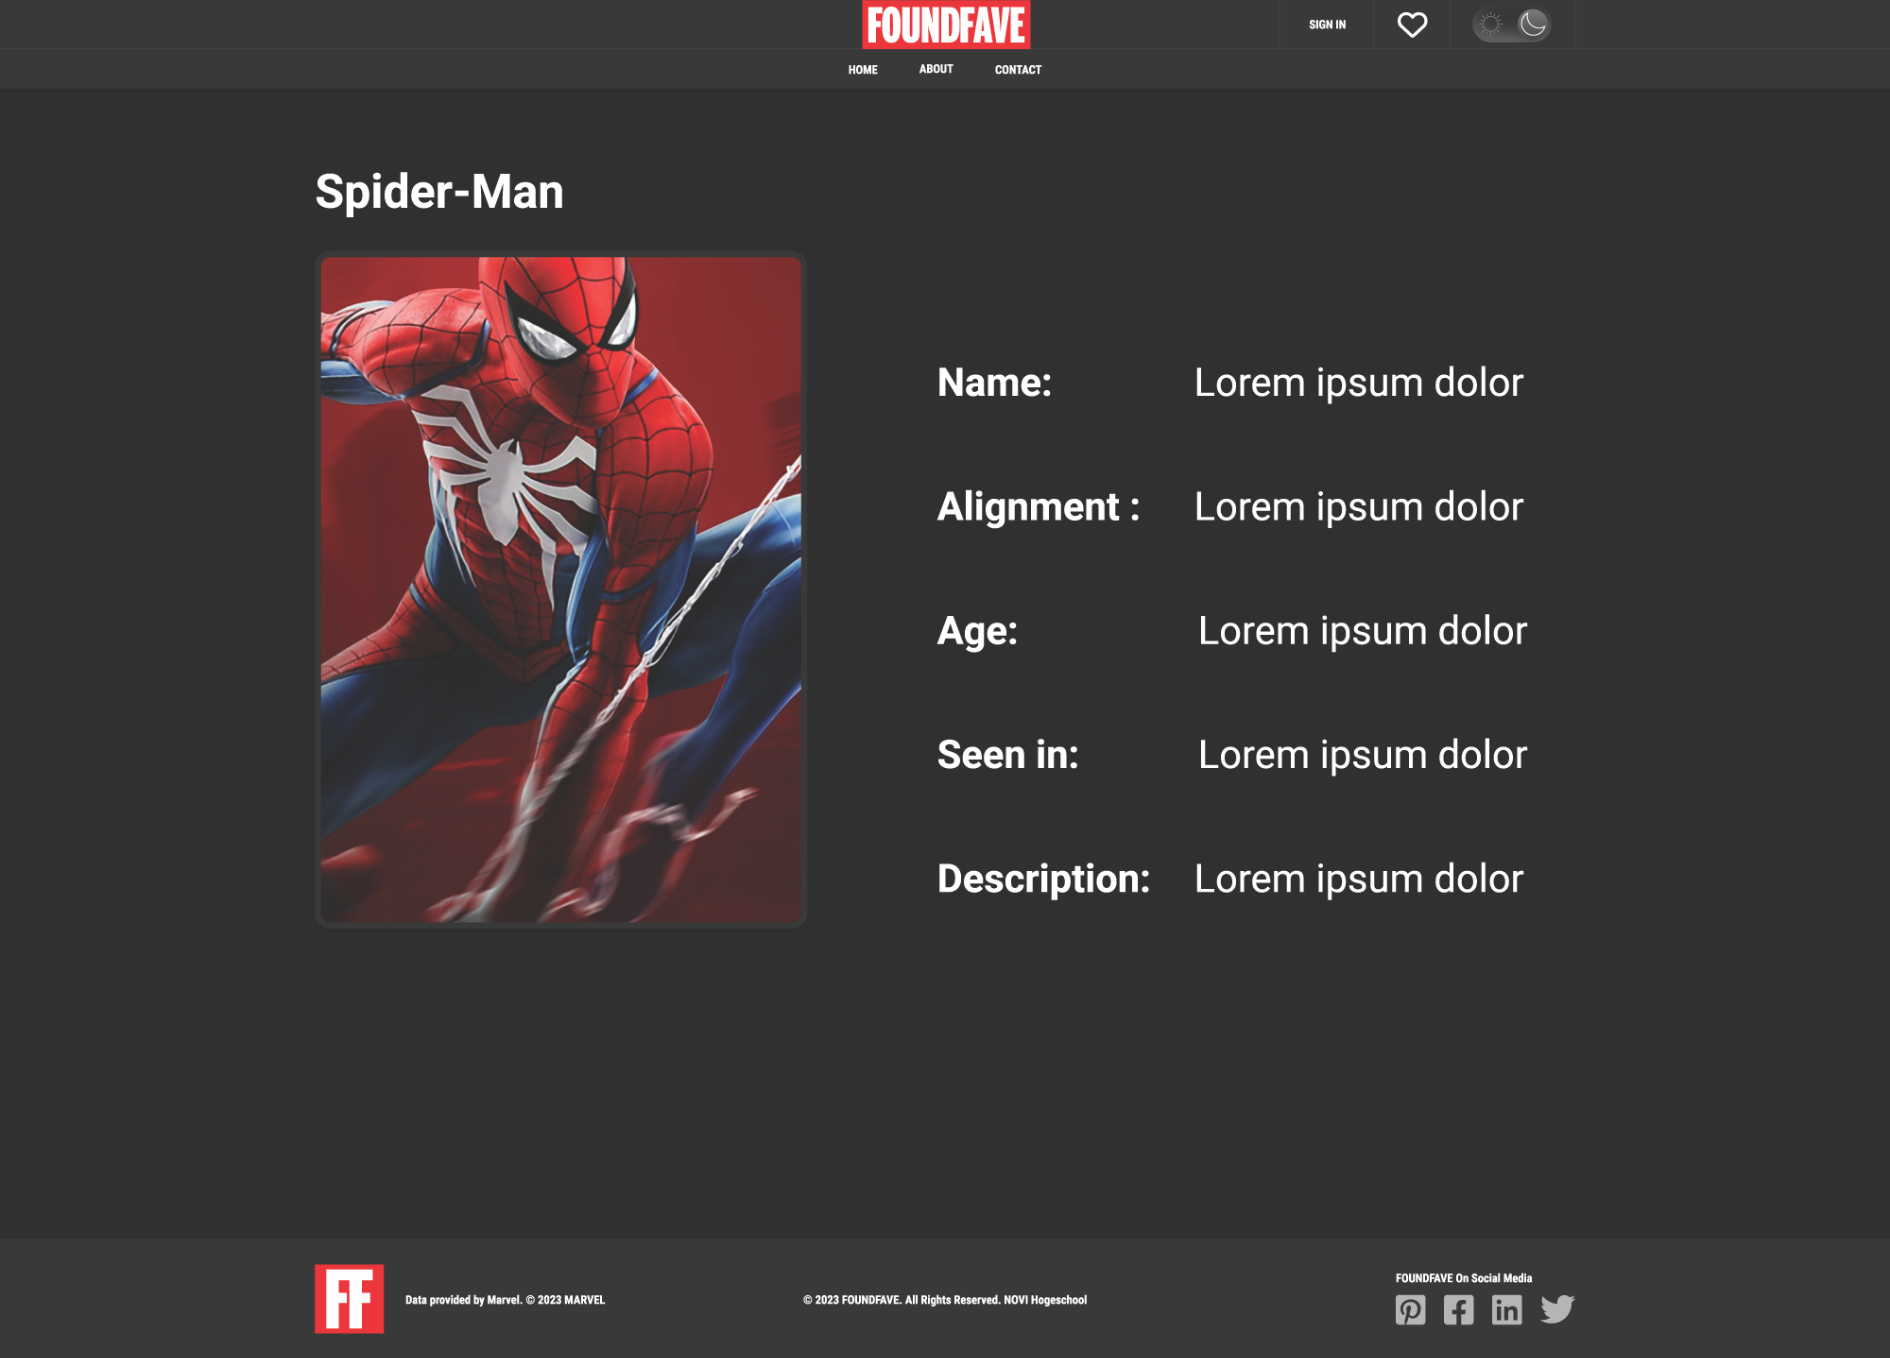 FOUNDFAVE
SIGN IN
HOME ABOUT CONTACT
Spider-Man
Name: Lorem ipsum dolor
Alignment : Lorem ipsum dolor
Age: Lorem ipsum dolor
Seen in: Lorem ipsum dolor
Description: Lorem ipsum dolor
FF
Data provided by Marvel. © 2023 MARVEL
© 2023 FOUNDFAVE. All Rights Reserved. NOVI Hogeschool
FOUNDFAVE On Social Media